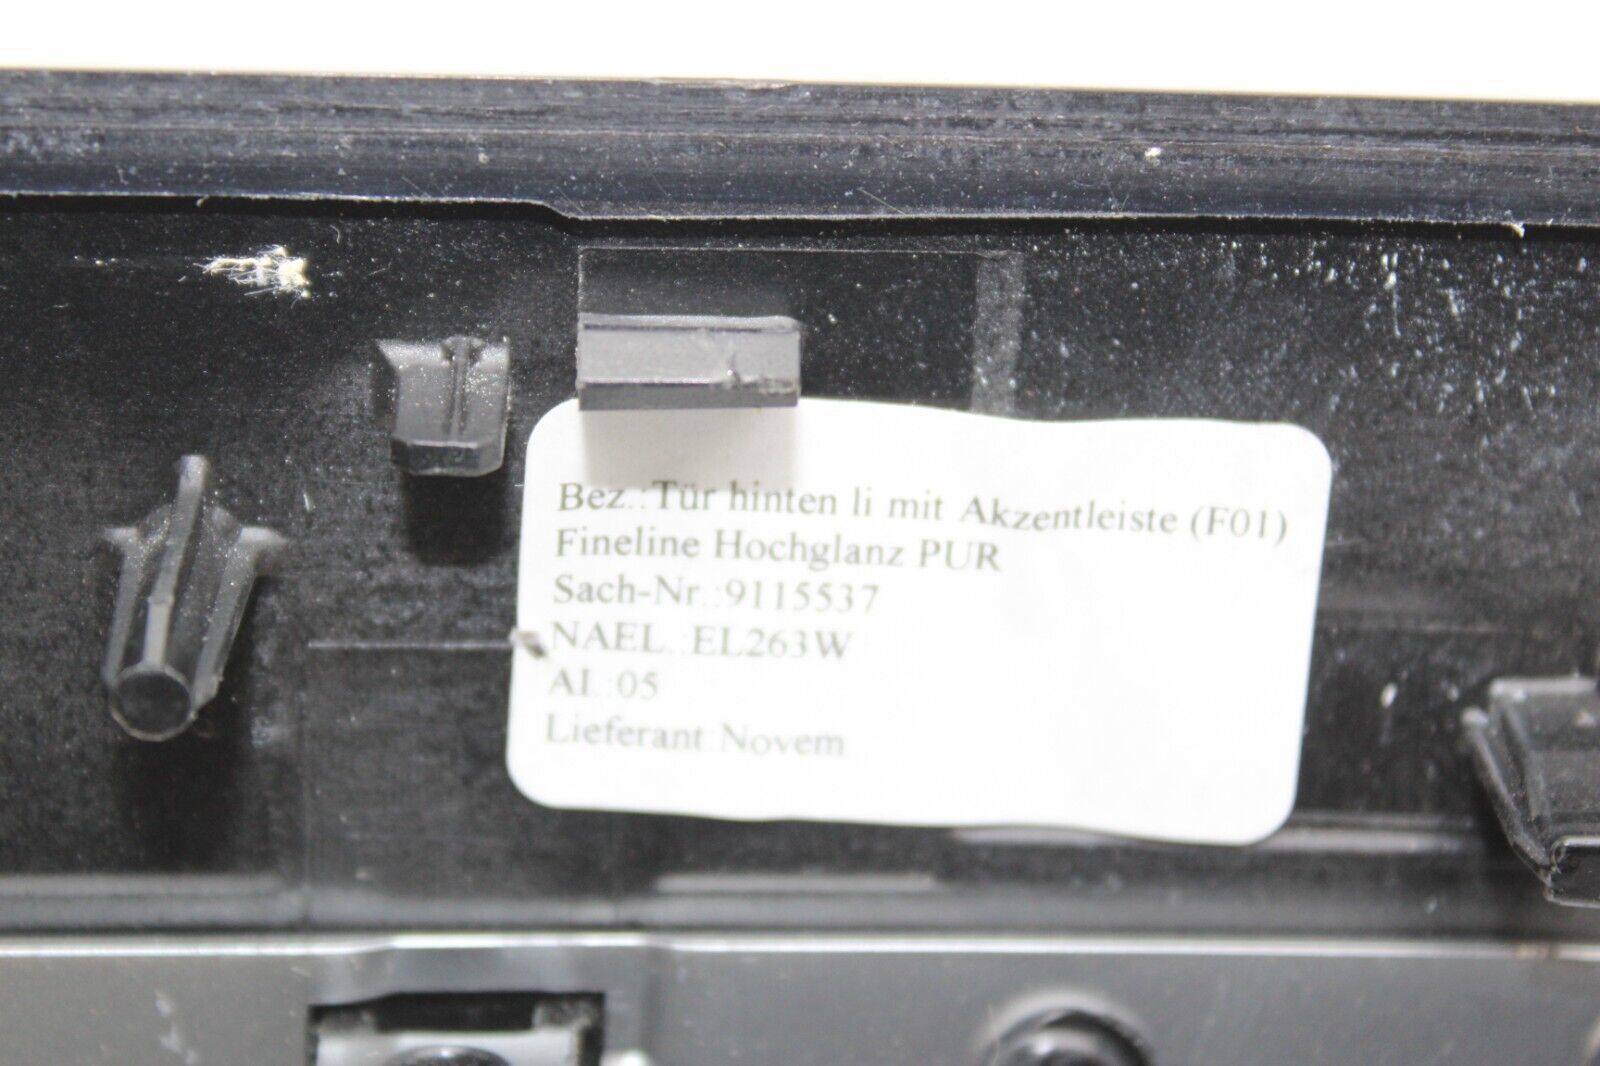 Bez.:Tür hinten li mit Akzentleiste (F01)
Fineline Hochglanz PUR
Sach-Nr.:9115537
NAEL.:EL263W
AI.:05
Lieferant:Novem